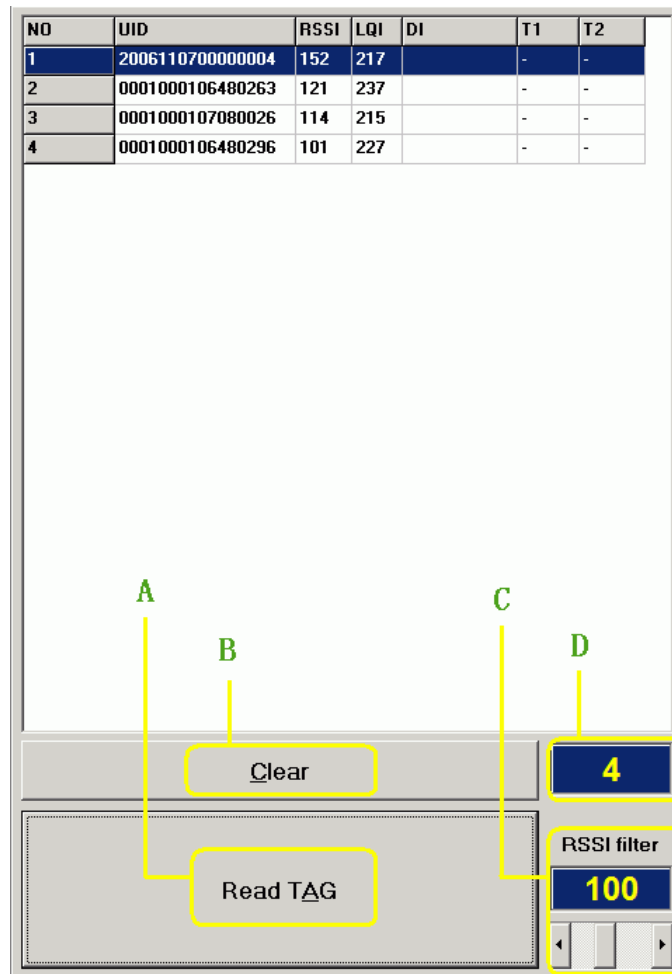 NO UID RSSI LQI DI T1 T2
1 2006110700000004 152 217 - -
2 0001000106480263 121 237 - -
3 0001000107080026 114 215 - -
4 0001000106480296 101 227 - -
A C
B D
Clear 4
RSSI filter
Read TAG 100